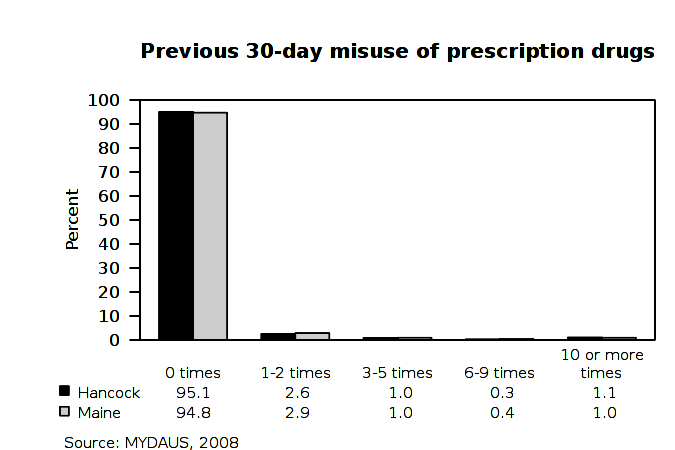 Previous 30-day misuse of prescription drugs
100
90
80
70
60
50
40
30
20
10
0
Percent
0 times 1-2 times 3-5 times 6-9 times 10 or more times
Hancock 95.1 2.6 1.0 0.3 1.1
Maine 94.8 2.9 1.0 0.4 1.0
Source: MYDAUS, 2008